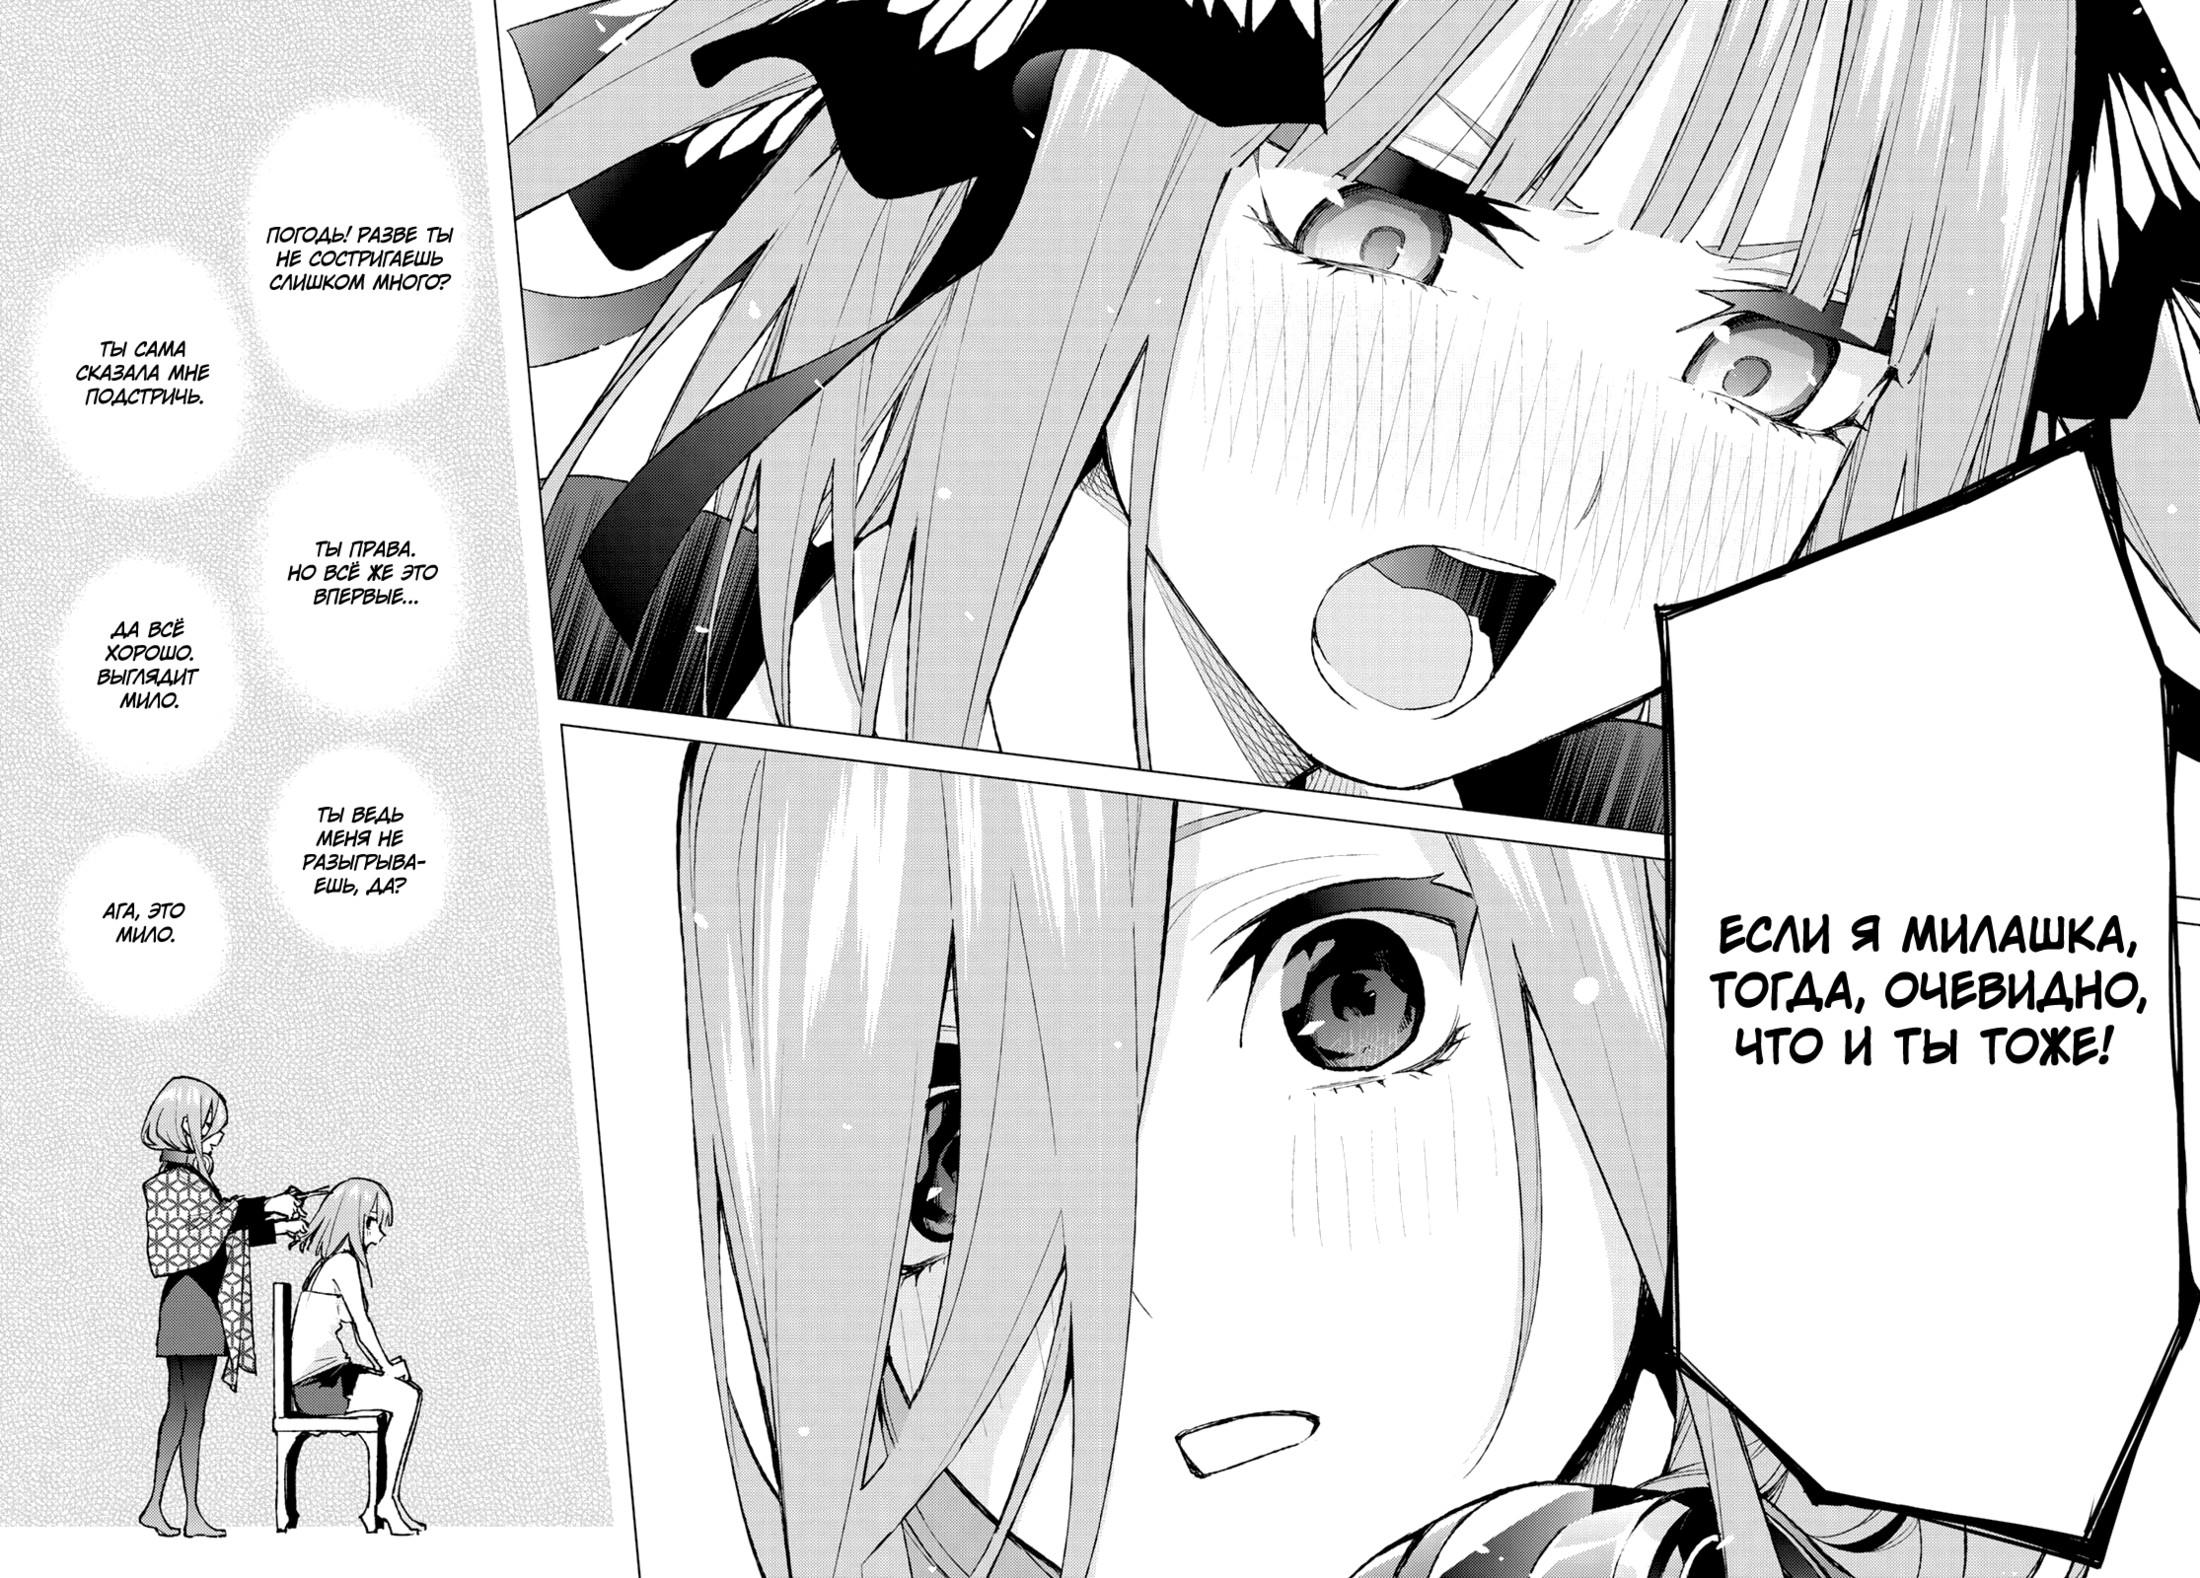 ЕСЛИ Я МИЛАШКА,
ТОГДА, ОЧЕВИДНО,
ЧТО И ТЫ ТОЖЕ!
ПОГОДЬ! РАЗВЕ ТЫ
НЕ СОСТРИГАЕШЬ
СЛИШКОМ МНОГО?
ТЫ САМА
СКАЗАЛА МНЕ
ПОДСТРИЧЬ.
ТЫ ПРАВА.
НО ВСЁ ЖЕ ЭТО
ВПЕРВЫЕ...
ДА ВСЁ
ХОРОШО.
ВЫГЛЯДИТ
МИЛО.
ТЫ ВЕДЬ
МЕНЯ НЕ
РАЗЫГРЫВА-
ЕШЬ, ДА?
АГА, ЭТО
МИЛО.